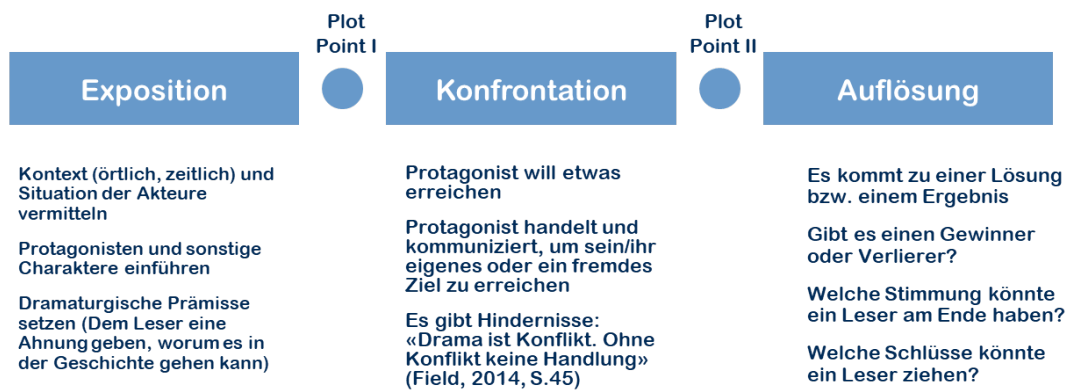 Plot
Point I
Plot
Point II
Exposition
Konfrontation
Auflösung
Kontext (örtlich, zeitlich) und
Situation der Akteure
vermitteln
Protagonisten und sonstige
Charaktere einführen
Dramaturgische Prämisse
setzen (Dem Leser eine
Ahnung geben, worum es in
der Geschichte gehen kann)
Protagonist will etwas
erreichen
Protagonist handelt und
kommuniziert, um sein/ihr
eigenes oder ein fremdes
Ziel zu erreichen
Es gibt Hindernisse:
«Drama ist Konflikt. Ohne
Konflikt keine Handlung»
(Field, 2014, S.45)
Es kommt zu einer Lösung
bzw. einem Ergebnis
Gibt es einen Gewinner
oder Verlierer?
Welche Stimmung könnte
ein Leser am Ende haben?
Welche Schlüsse könnte
ein Leser ziehen?